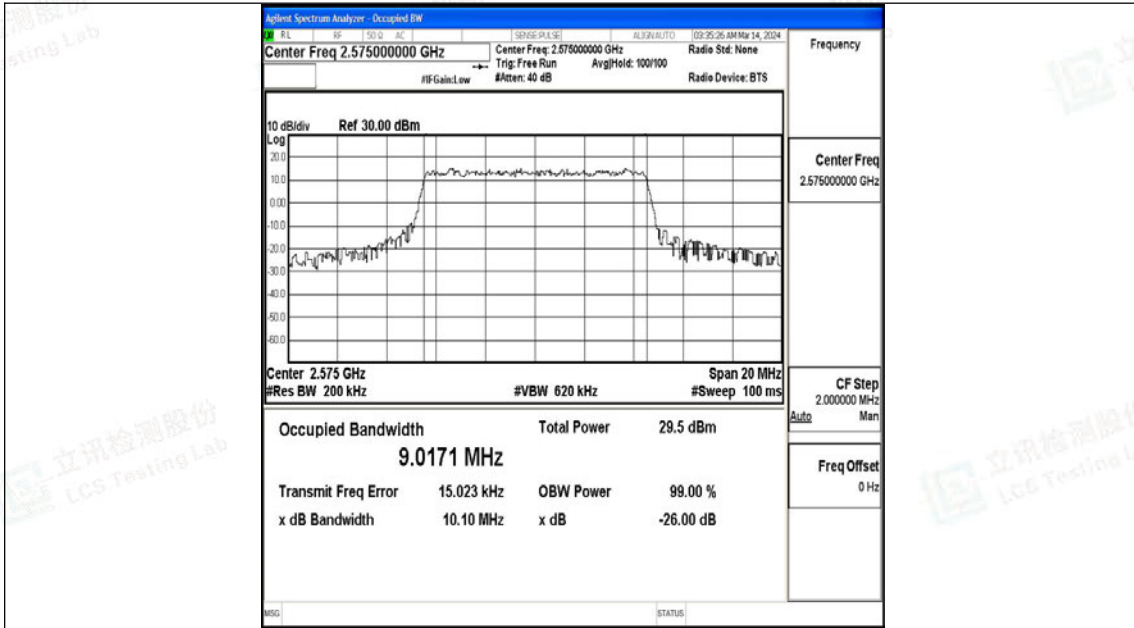 Agilent Spectrum Analyzer - Occupied BW
RL RF 50 Ω AC SENSE:PULSE ALIGNAUTO 03:35:26 AM Mar 14, 2024
Center Freq 2.575000000 GHz
Center Freq: 2.575000000 GHz
Radio Std: None
Trig: Free Run Avg|Hold: 100/100
#IFGain:Low
#Atten: 40 dB
Radio Device: BTS
10 dB/div Ref 30.00 dBm
Log
20.0
10.0
0.00
-10.0
-20.0
-30.0
-40.0
-50.0
-60.0
Center 2.575 GHz Span 20 MHz
#Res BW 200 kHz #VBW 620 kHz #Sweep 100 ms
Occupied Bandwidth Total Power 29.5 dBm
9.0171 MHz
Transmit Freq Error 15.023 kHz OBW Power 99.00 %
x dB Bandwidth 10.10 MHz x dB -26.00 dB
MSG STATUS
Frequency
Center Freq
2.575000000 GHz
CF Step
2.000000 MHz
Auto Man
Freq Offset
0 Hz
立讯检测股份
LCS Testing Lab
立讯检测股份
LCS Testing L